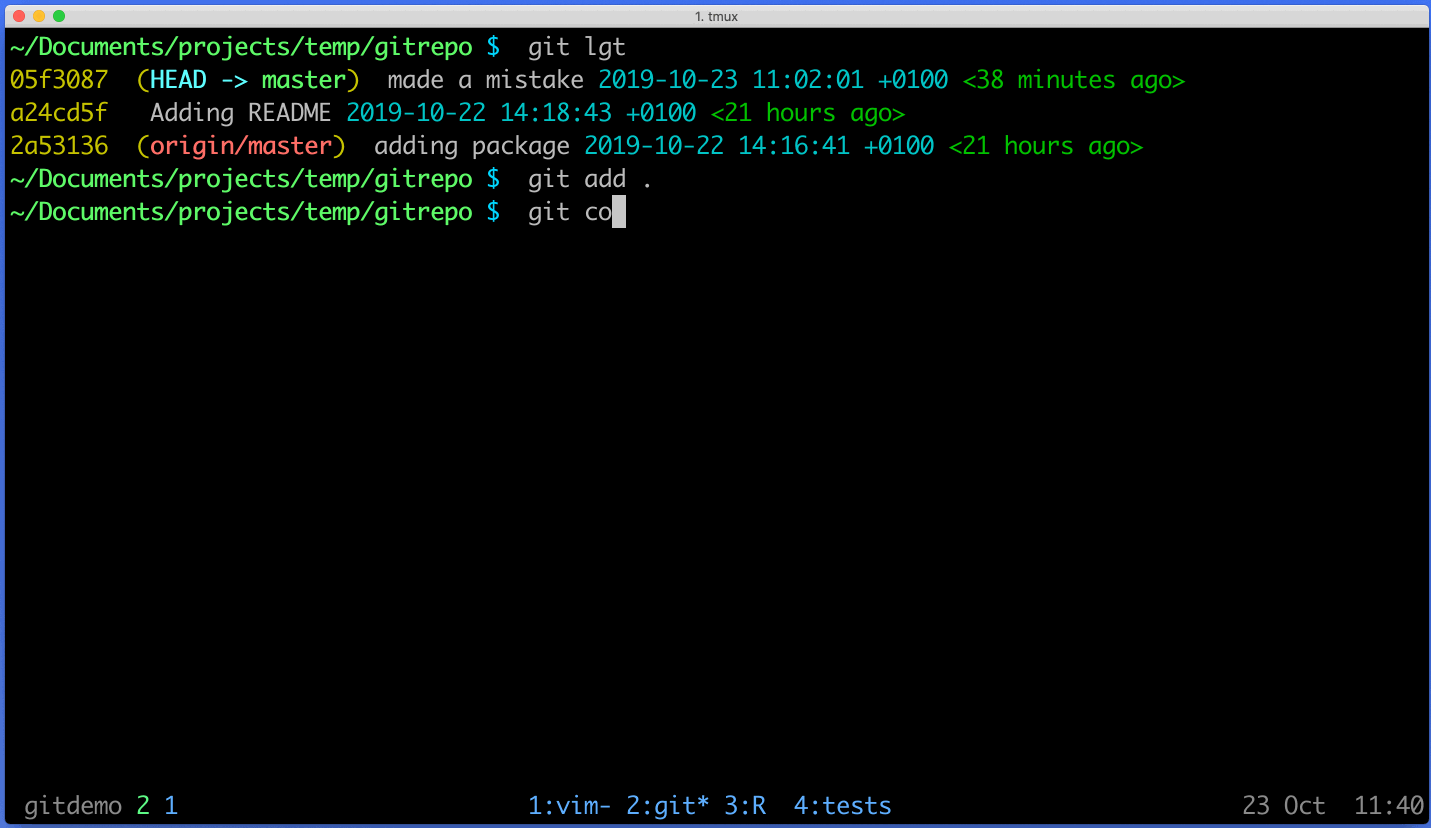 1. tmux
~/Documents/projects/temp/gitrepo $  git lgt
05f3087  (HEAD -> master)  made a mistake 2019-10-23 11:02:01 +0100 <38 minutes ago>
a24cd5f   Adding README 2019-10-22 14:18:43 +0100 <21 hours ago>
2a53136  (origin/master)  adding package 2019-10-22 14:16:41 +0100 <21 hours ago>
~/Documents/projects/temp/gitrepo $  git add .
~/Documents/projects/temp/gitrepo $  git co
gitdemo 2 1 1:vim- 2:git* 3:R  4:tests 23 Oct  11:40